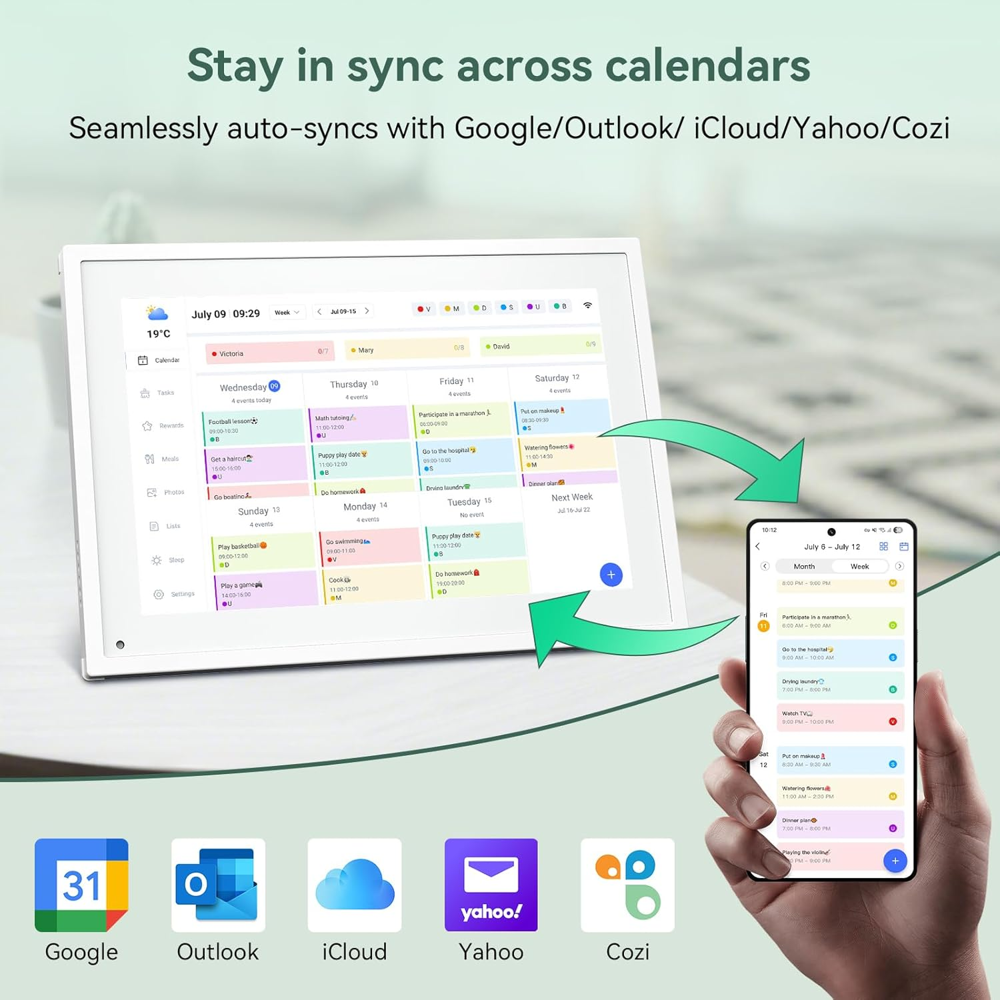 Stay in sync across calendars
Seamlessly auto-syncs with Google/Outlook/ iCloud/Yahoo/Cozi
19°C
July 09 | 09:29
Week
Jul 09-15
V
M
D
S
U
B
Calendar
Tasks
Rewards
Meals
Photos
Lists
Sleep
Settings
Victoria 0/7
Mary 0/8
David 0/9
Wednesday 09
4 events today
Football lesson
09:00-10:30
B
Get a haircut
15:00-16:00
U
Go boating
Thursday 10
4 events
Math tutoing
11:00-12:00
U
Puppy play date
11:00-12:00
B
Do homework
Friday 11
4 events
Participate in a marathon
06:00-09:00
D
Go to the hospital
09:00-10:00
S
Drying laundry
Saturday 12
4 events
Put on makeup
08:30-09:30
S
Watering flowers
11:00-14:30
M
Dinner plan
Sunday 13
4 events
Play basketball
09:00-12:00
D
Play a game
14:00-16:00
U
Monday 14
4 events
Go swimming
09:00-11:00
V
Cook
11:00-12:00
M
Tuesday 15
No event
Puppy play date
11:00-12:00
B
Do homework
19:00-20:00
D
Next Week
Jul 16-Jul 22
+
10:12
July 6 – July 12
Month
Week
8:00 PM – 9:00 PM
M
Fri
11
Participate in a marathon
6:00 AM – 9:00 AM
D
Go to the hospital
9:00 AM – 10:00 AM
S
Drying laundry
7:00 PM – 8:00 PM
B
Watch TV
9:00 PM – 10:00 PM
V
Sat
12
Put on makeup
8:30 AM – 9:30 AM
S
Watering flowers
11:00 AM – 2:30 PM
M
Dinner plan
7:00 PM – 8:00 PM
U
Playing the violin
PM – 9:00 PM
+
31
O
yahoo!
Google
Outlook
iCloud
Yahoo
Cozi